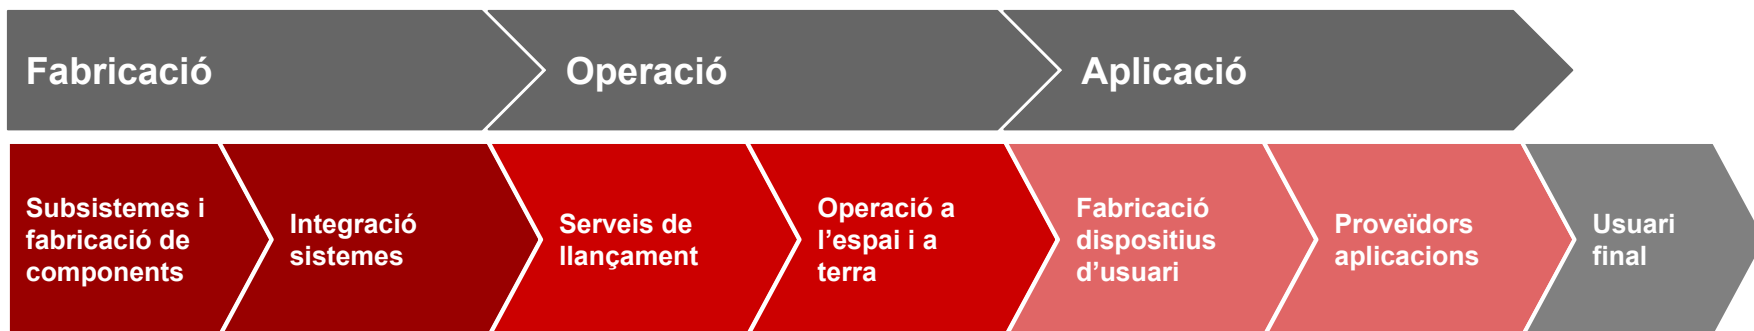 Fabricació
Operació
Aplicació
Subsistemes i
fabricació de
components
Integració
sistemes
Serveis de
llançament
Operació a
l’espai i a
terra
Fabricació
dispositius
d’usuari
Proveïdors
aplicacions
Usuari
final